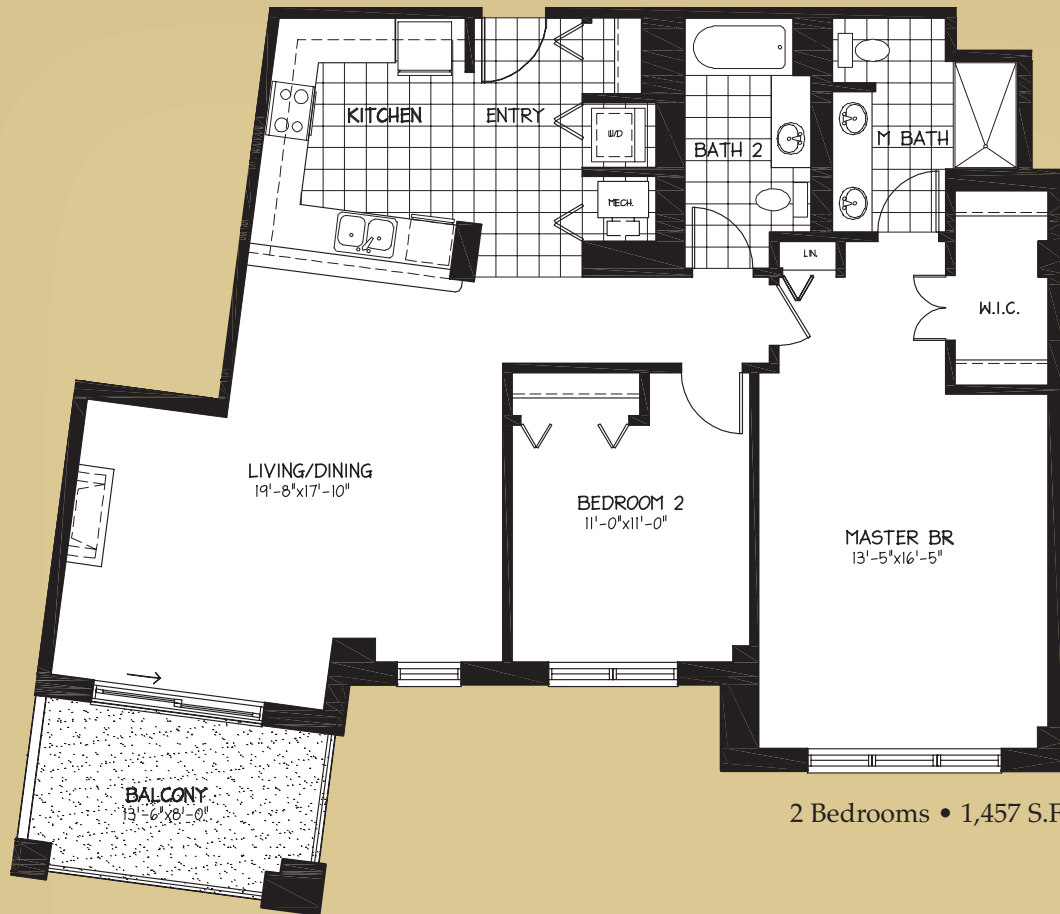 KITCHEN
ENTRY
W/D
MECH.
BATH 2
M BATH
LIN.
W.I.C.
LIVING/DINING
19'-8"x17'-10"
BEDROOM 2
11'-0"x11'-0"
MASTER BR
13'-5"x16'-5"
BALCONY
13'-6"x8'-0"
2 Bedrooms • 1,457 S.F